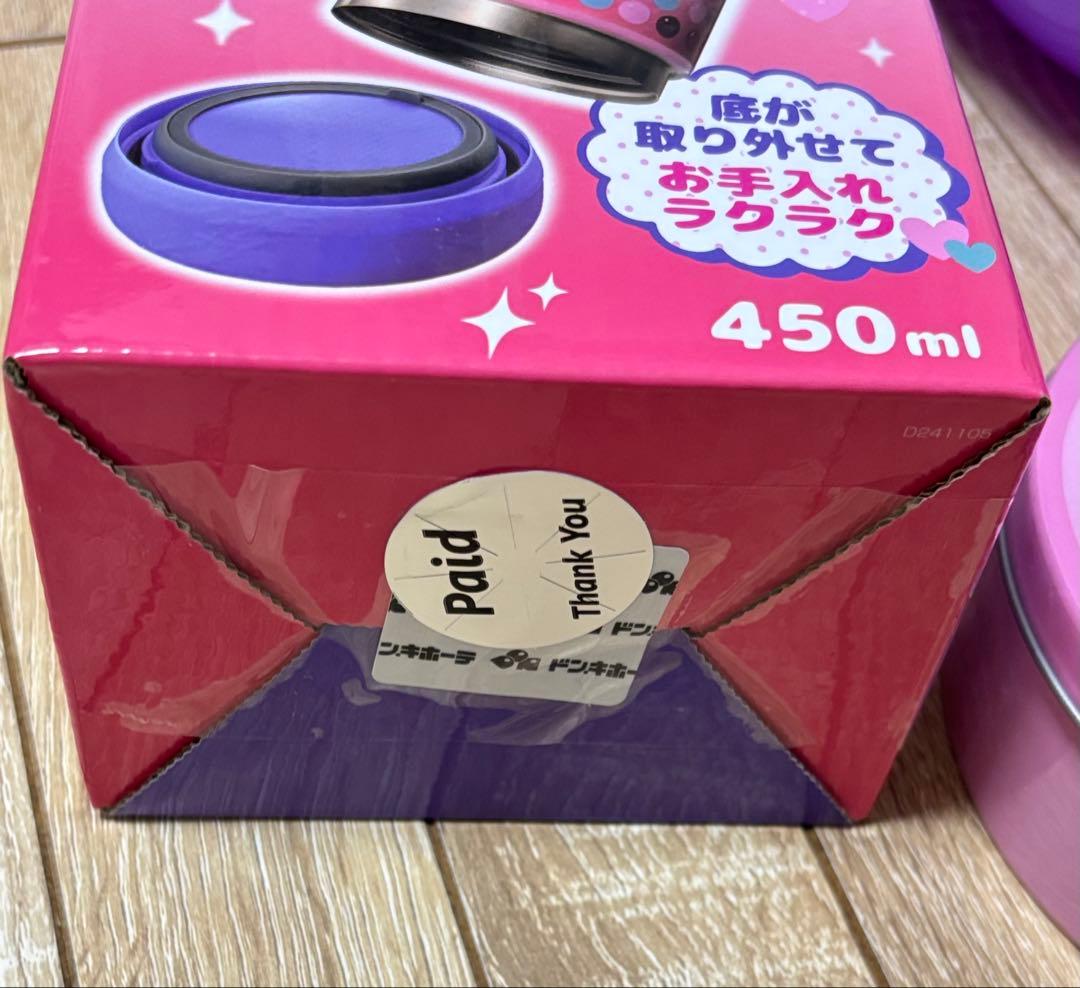 底が
取り外せて
お手入れ
ラクラク
450ml
D241105
Paid
Thank You
ドン
ン.キホーテ ドン.キホー